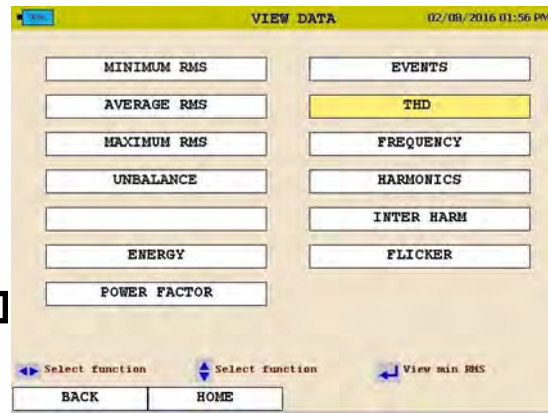 VIEW DATA 02/08/2016 01:56 PM
MINIMUM RMS EVENTS
AVERAGE RMS THD
MAXIMUM RMS FREQUENCY
UNBALANCE HARMONICS
INTER HARM
ENERGY FLICKER
POWER FACTOR
Select function Select function View min RMS
BACK HOME